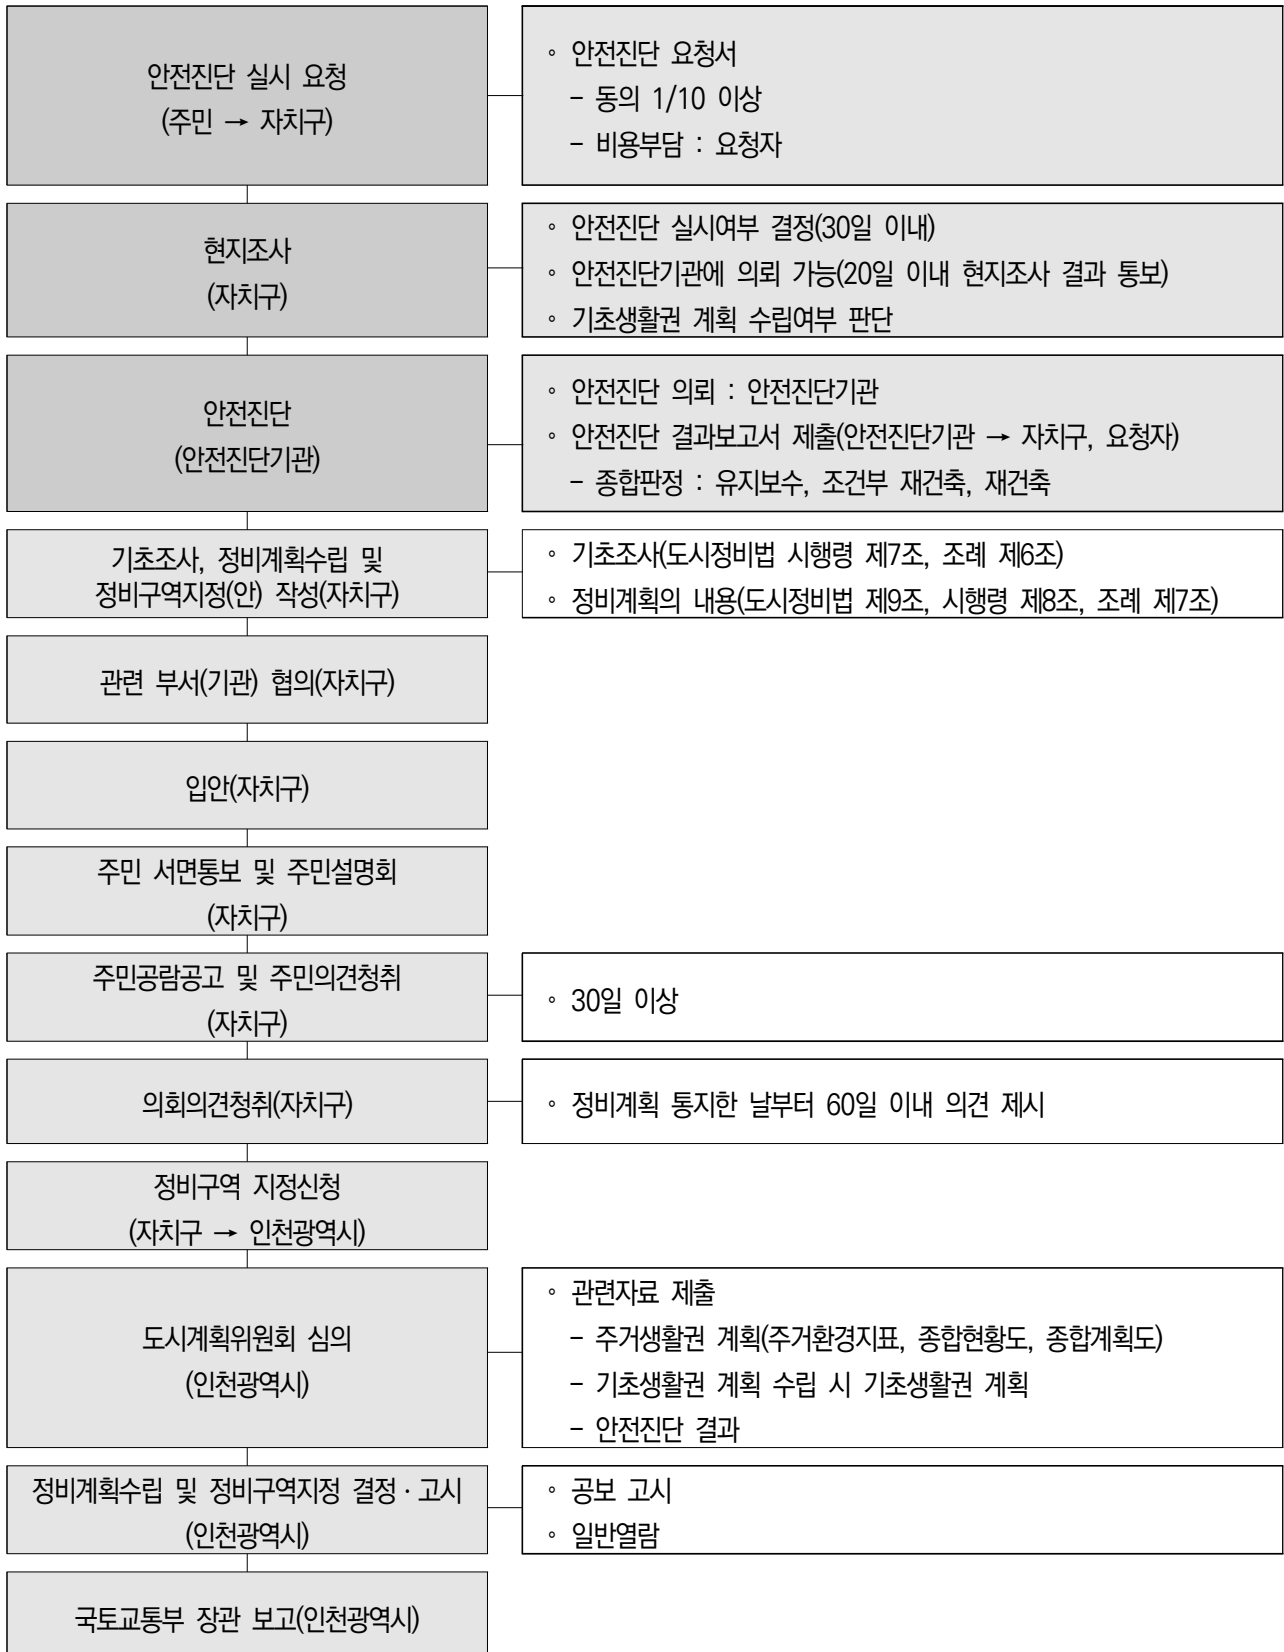 안전진단 실시 요청
(주민 → 자치구)
◦ 안전진단 요청서
- 동의 1/10 이상
- 비용부담 : 요청자
현지조사
(자치구)
◦ 안전진단 실시여부 결정(30일 이내)
◦ 안전진단기관에 의뢰 가능(20일 이내 현지조사 결과 통보)
◦ 기초생활권 계획 수립여부 판단
안전진단
(안전진단기관)
◦ 안전진단 의뢰 : 안전진단기관
◦ 안전진단 결과보고서 제출(안전진단기관 → 자치구, 요청자)
- 종합판정 : 유지보수, 조건부 재건축, 재건축
기초조사, 정비계획수립 및
정비구역지정(안) 작성(자치구)
◦ 기초조사(도시정비법 시행령 제7조, 조례 제6조)
◦ 정비계획의 내용(도시정비법 제9조, 시행령 제8조, 조례 제7조)
관련 부서(기관) 협의(자치구)
입안(자치구)
주민 서면통보 및 주민설명회
(자치구)
주민공람공고 및 주민의견청취
(자치구)
◦ 30일 이상
의회의견청취(자치구)
◦ 정비계획 통지한 날부터 60일 이내 의견 제시
정비구역 지정신청
(자치구 → 인천광역시)
도시계획위원회 심의
(인천광역시)
◦ 관련자료 제출
- 주거생활권 계획(주거환경지표, 종합현황도, 종합계획도)
- 기초생활권 계획 수립 시 기초생활권 계획
- 안전진단 결과
정비계획수립 및 정비구역지정 결정·고시
(인천광역시)
◦ 공보 고시
◦ 일반열람
국토교통부 장관 보고(인천광역시)